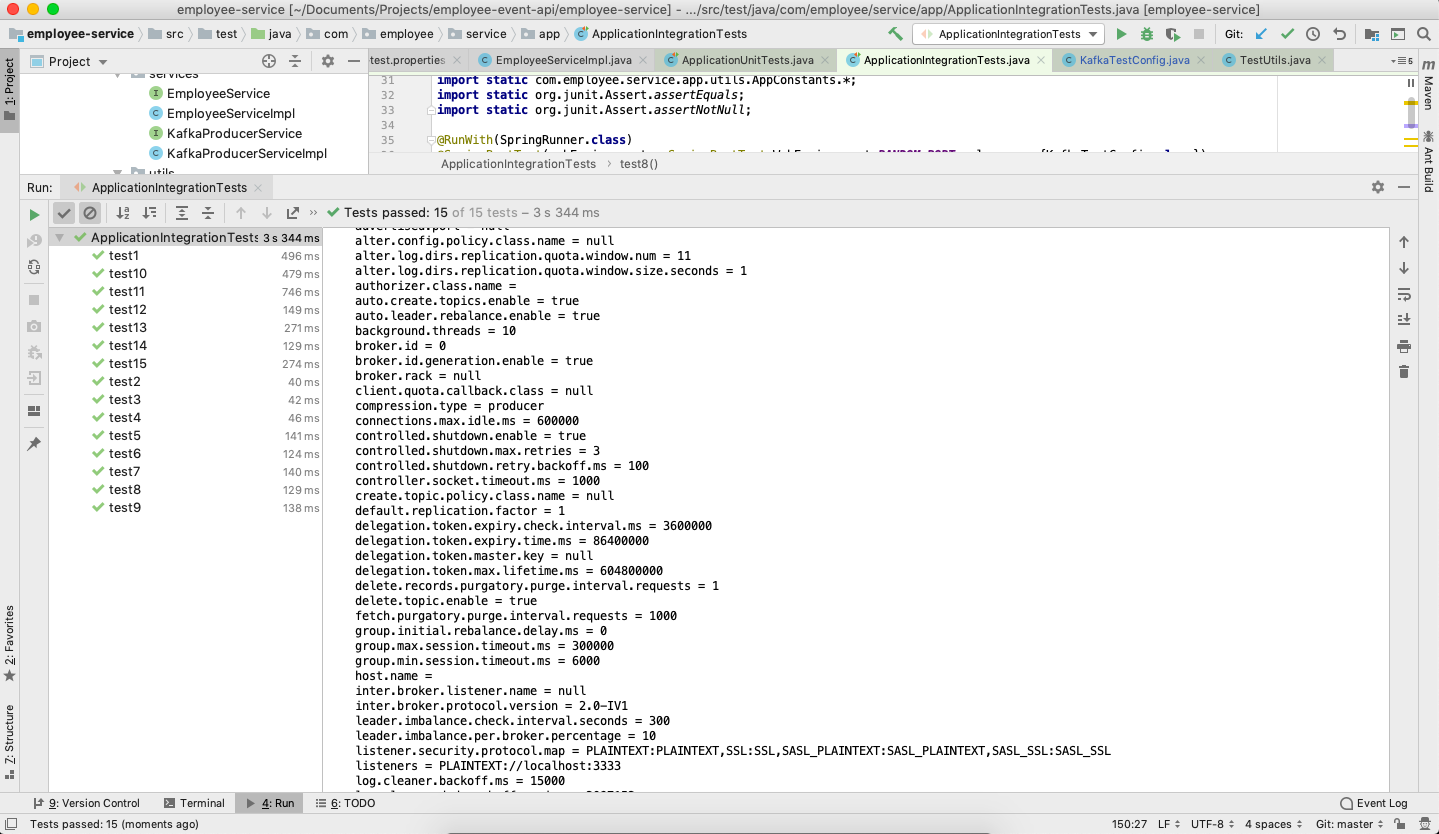 employee-service [~/Documents/Projects/employee-event-api/employee-service] - .../src/test/java/com/employee/service/app/ApplicationIntegrationTests.java [employee-service]
employee-service src test java com employee service app ApplicationIntegrationTests
ApplicationIntegrationTests Git:
1: Project
Project
test.properties EmployeeServiceImpl.java ApplicationUnitTests.java ApplicationIntegrationTests.java KafkaTestConfig.java TestUtils.java 5
services
EmployeeService
EmployeeServiceImpl
KafkaProducerService
KafkaProducerServiceImpl
utils
31 import static com.employee.service.app.utils.AppConstants.*;
32 import static org.junit.Assert.assertEquals;
33 import static org.junit.Assert.assertNotNull;
34
35 @RunWith(SpringRunner.class)
ApplicationIntegrationTests › test8()
Maven
Ant Build
Run: ApplicationIntegrationTests
Tests passed: 15 of 15 tests – 3 s 344 ms
ApplicationIntegrationTests 3 s 344 ms
test1 496 ms
test10 479 ms
test11 746 ms
test12 149 ms
test13 271 ms
test14 129 ms
test15 274 ms
test2 40 ms
test3 42 ms
test4 46 ms
test5 141 ms
test6 124 ms
test7 140 ms
test8 129 ms
test9 138 ms
advertised.port = null
alter.config.policy.class.name = null
alter.log.dirs.replication.quota.window.num = 11
alter.log.dirs.replication.quota.window.size.seconds = 1
authorizer.class.name =
auto.create.topics.enable = true
auto.leader.rebalance.enable = true
background.threads = 10
broker.id = 0
broker.id.generation.enable = true
broker.rack = null
client.quota.callback.class = null
compression.type = producer
connections.max.idle.ms = 600000
controlled.shutdown.enable = true
controlled.shutdown.max.retries = 3
controlled.shutdown.retry.backoff.ms = 100
controller.socket.timeout.ms = 1000
create.topic.policy.class.name = null
default.replication.factor = 1
delegation.token.expiry.check.interval.ms = 3600000
delegation.token.expiry.time.ms = 86400000
delegation.token.master.key = null
delegation.token.max.lifetime.ms = 604800000
delete.records.purgatory.purge.interval.requests = 1
delete.topic.enable = true
fetch.purgatory.purge.interval.requests = 1000
group.initial.rebalance.delay.ms = 0
group.max.session.timeout.ms = 300000
group.min.session.timeout.ms = 6000
host.name =
inter.broker.listener.name = null
inter.broker.protocol.version = 2.0-IV1
leader.imbalance.check.interval.seconds = 300
leader.imbalance.per.broker.percentage = 10
listener.security.protocol.map = PLAINTEXT:PLAINTEXT,SSL:SSL,SASL_PLAINTEXT:SASL_PLAINTEXT,SASL_SSL:SASL_SSL
listeners = PLAINTEXT://localhost:3333
log.cleaner.backoff.ms = 15000
2: Favorites
Z: Structure
9: Version Control Terminal 4: Run 6: TODO Event Log
Tests passed: 15 (moments ago) 150:27 LF UTF-8 4 spaces Git: master